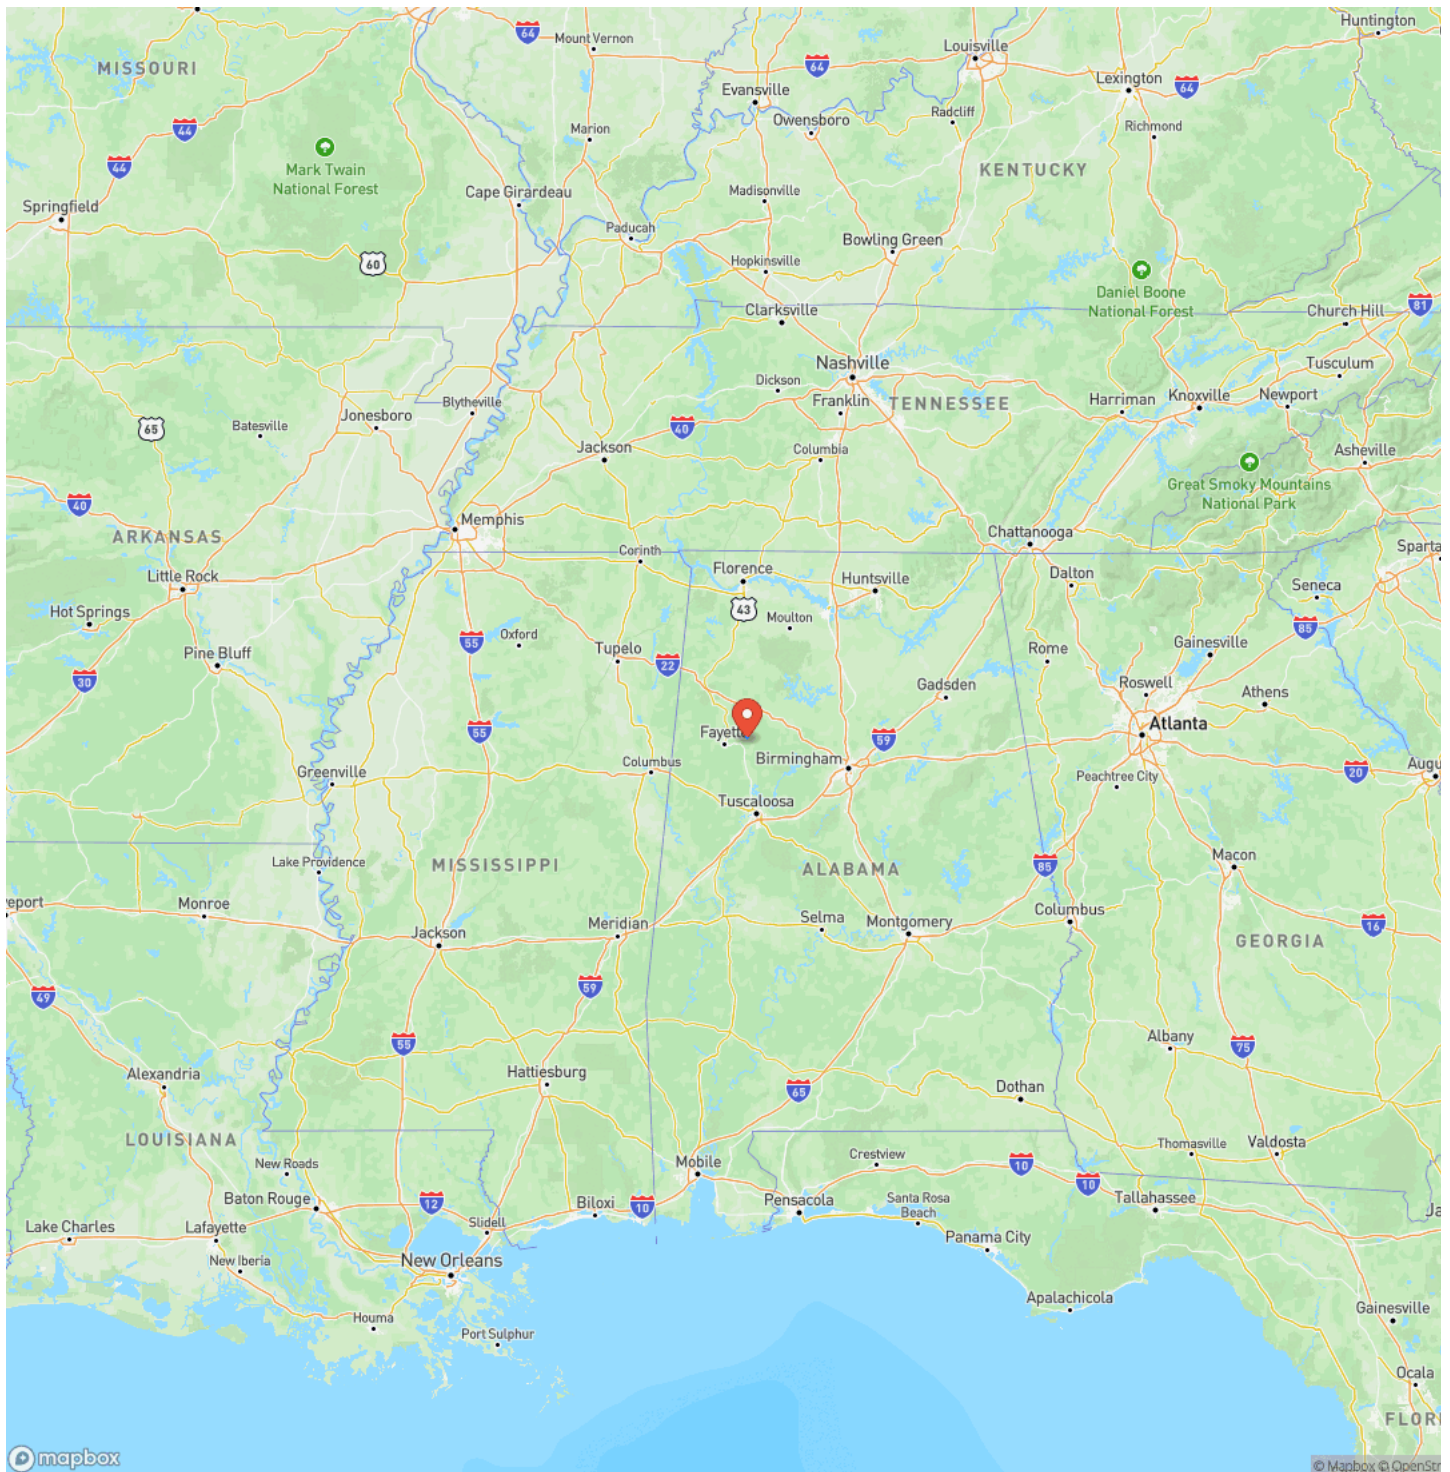 Huntington
64
Mount Vernon
Louisville
MISSOURI
64
Lexington
64
Evansville
Owensboro
Radcliff
Richmond
44
Marion
44
Mark Twain
National Forest
KENTUCKY
Cape Girardeau
Madisonville
Springfield
Paducah
Bowling Green
60
Hopkinsville
Daniel Boone
National Forest
81
Clarksville
Church Hill
Nashville
Tusculum
Dickson
Franklin
TENNESSEE
Harriman
Knoxville
Newport
Blytheville
Jonesboro
65
Batesville
40
Jackson
Columbia
Asheville
Great Smoky Mountains
National Park
40
Memphis
ARKANSAS
Chattanooga
Corinth
Sparta
Little Rock
Florence
Huntsville
Dalton
Seneca
Hot Springs
43
Moulton
85
55
Oxford
Gainesville
Pine Bluff
Tupelo
22
Rome
30
Gadsden
Roswell
Athens
55
Fayette
59
Atlanta
Birmingham
Columbus
Greenville
Peachtree City
20
Augu
Tuscaloosa
Lake Providence
MISSISSIPPI
ALABAMA
85
Macon
eport
Monroe
Meridian
Selma
Montgomery
Columbus
16
Jackson
GEORGIA
49
59
55
Albany
75
Alexandria
Hattiesburg
65
Dothan
LOUISIANA
New Roads
Mobile
Crestview
10
Thomasville
Valdosta
10
Baton Rouge
12
Biloxi
10
Pensacola
Santa Rosa
Beach
Tallahassee
Ja
Lake Charles
Lafayette
Slidell
Panama City
New Iberia
New Orleans
Apalachicola
Houma
Port Sulphur
Gainesville
Ocala
FLORI
mapbox
© Mapbox © OpenStr